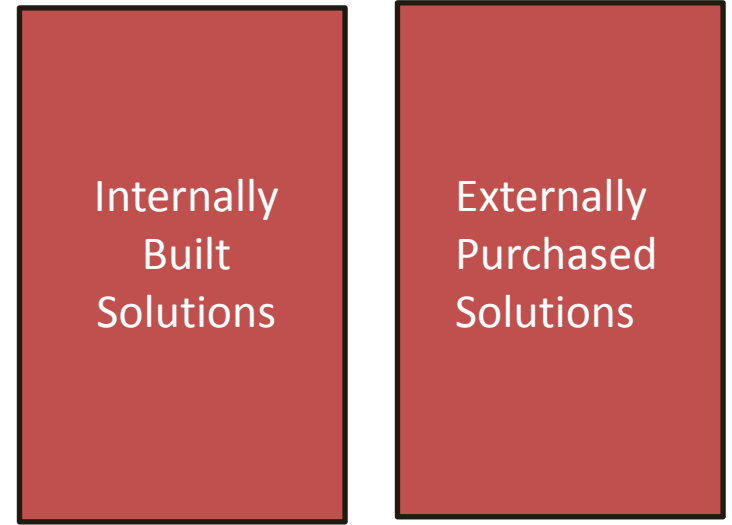 Internally
Built
Solutions
Externally
Purchased
Solutions